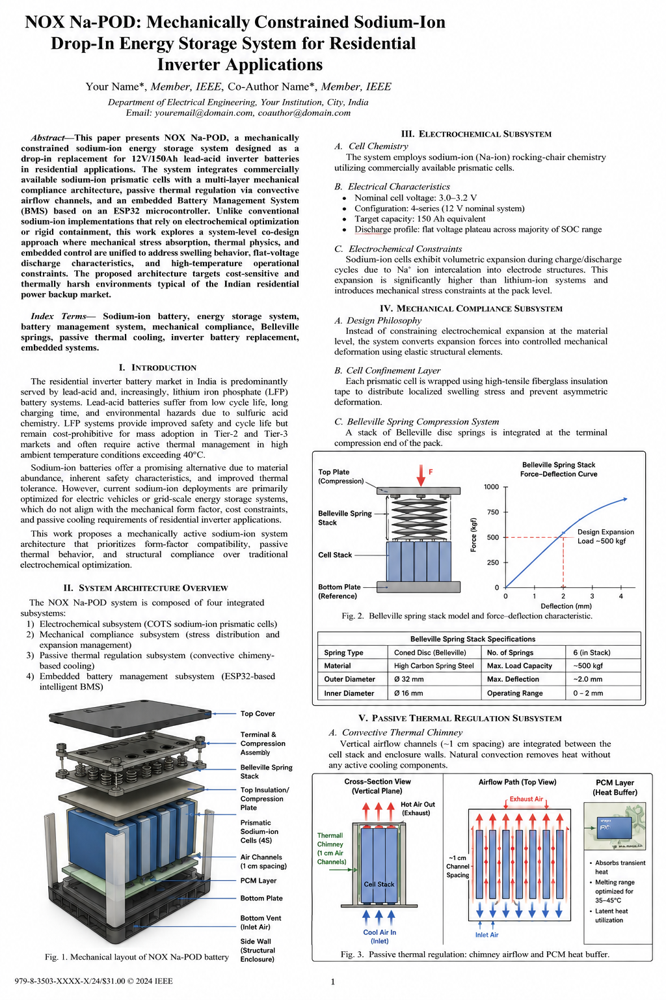 NOX Na-POD: Mechanically Constrained Sodium-Ion
Drop-In Energy Storage System for Residential
Inverter Applications
Your Name*, Member, IEEE, Co-Author Name*, Member, IEEE
Department of Electrical Engineering, Your Institution, City, India
Email: youremail@domain.com, coauthor@domain.com
Abstract—This paper presents NOX Na-POD, a mechanically
constrained sodium-ion energy storage system designed as a
drop-in replacement for 12V/150Ah lead-acid inverter batteries
in residential applications. The system integrates commercially
available sodium-ion prismatic cells with a multi-layer mechanical
compliance architecture, passive thermal regulation via convective
airflow channels, and an embedded Battery Management System
(BMS) based on an ESP32 microcontroller. Unlike conventional
sodium-ion implementations that rely on electrochemical optimization
or rigid containment, this work explores a system-level co-design
approach where mechanical stress absorption, thermal physics, and
embedded control are unified to address swelling behavior, flat-voltage
discharge characteristics, and high-temperature operational
constraints. The proposed architecture targets cost-sensitive and
thermally harsh environments typical of the Indian residential
power backup market.
Index Terms— Sodium-ion battery, energy storage system,
battery management system, mechanical compliance, Belleville
springs, passive thermal cooling, inverter battery replacement,
embedded systems.
I. INTRODUCTION
The residential inverter battery market in India is predominantly
served by lead-acid and, increasingly, lithium iron phosphate (LFP)
battery systems. Lead-acid batteries suffer from low cycle life, long
charging time, and environmental hazards due to sulfuric acid
chemistry. LFP systems provide improved safety and cycle life but
remain cost-prohibitive for mass adoption in Tier-2 and Tier-3
markets and often require active thermal management in high
ambient temperature conditions exceeding 40°C.
Sodium-ion batteries offer a promising alternative due to material
abundance, inherent safety characteristics, and improved thermal
tolerance. However, current sodium-ion deployments are primarily
optimized for electric vehicles or grid-scale energy storage systems,
which do not align with the mechanical form factor, cost constraints,
and passive cooling requirements of residential inverter applications.
This work proposes a mechanically active sodium-ion system
architecture that prioritizes form-factor compatibility, passive
thermal behavior, and structural compliance over traditional
electrochemical optimization.
II. SYSTEM ARCHITECTURE OVERVIEW
The NOX Na-POD system is composed of four integrated
subsystems:
1) Electrochemical subsystem (COTS sodium-ion prismatic cells)
2) Mechanical compliance subsystem (stress distribution and
expansion management)
3) Passive thermal regulation subsystem (convective chimney-
based cooling)
4) Embedded battery management subsystem (ESP32-based
intelligent BMS)
Top Cover
Terminal &
Compression
Assembly
Belleville Spring
Stack
Top Insulation/
Compression
Plate
Prismatic
Sodium-ion
Cells (4S)
Air Channels
(1 cm spacing)
PCM Layer
Bottom Plate
Bottom Vent
(Inlet Air)
Side Wall
(Structural
Enclosure)
Fig. 1. Mechanical layout of NOX Na-POD battery
III. ELECTROCHEMICAL SUBSYSTEM
A. Cell Chemistry
The system employs sodium-ion (Na-ion) rocking-chair chemistry
utilizing commercially available prismatic cells.
B. Electrical Characteristics
• Nominal cell voltage: 3.0–3.2 V
• Configuration: 4-series (12 V nominal system)
• Target capacity: 150 Ah equivalent
• Discharge profile: flat voltage plateau across majority of SOC range
C. Electrochemical Constraints
Sodium-ion cells exhibit volumetric expansion during charge/discharge
cycles due to Na⁺ ion intercalation into electrode structures. This
expansion is significantly higher than lithium-ion systems and
introduces mechanical stress constraints at the pack level.
IV. MECHANICAL COMPLIANCE SUBSYSTEM
A. Design Philosophy
Instead of constraining electrochemical expansion at the material
level, the system converts expansion forces into controlled mechanical
deformation using elastic structural elements.
B. Cell Confinement Layer
Each prismatic cell is wrapped using high-tensile fiberglass insulation
tape to distribute localized swelling stress and prevent asymmetric
deformation.
C. Belleville Spring Compression System
A stack of Belleville disc springs is integrated at the terminal
compression end of the pack.
Top Plate
(Compression)
F
Belleville Spring
Stack
Cell Stack
Bottom Plate
(Reference)
Belleville Spring Stack
Force–Deflection Curve
Force (kgf)
1000
750
500
250
0
Design Expansion
Load ~500 kgf
0 1 2 3 4
Deflection (mm)
Fig. 2. Belleville spring stack model and force–deflection characteristic.
Belleville Spring Stack Specifications
Spring Type Coned Disc (Belleville) No. of Springs 6 (in Stack)
Material High Carbon Spring Steel Max. Load Capacity ~500 kgf
Outer Diameter Ø 32 mm Max. Deflection ~2.0 mm
Inner Diameter Ø 16 mm Operating Range 0 – 2 mm
V. PASSIVE THERMAL REGULATION SUBSYSTEM
A. Convective Thermal Chimney
Vertical airflow channels (~1 cm spacing) are integrated between the
cell stack and enclosure walls. Natural convection removes heat without
any active cooling components.
Cross-Section View
(Vertical Plane)
Hot Air Out
(Exhaust)
Thermall
Chimney
(1 cm Air
Channels)
Cell Stack
Cool Air In
(Inlet)
Airflow Path (Top View)
Exhaust Air
~1 cm
Channel
Spacing
Inlet Air
PCM Layer
(Heat Buffer)
• Absorbs transient
heat
• Melting range
optimized for
35–45°C
• Latent heat
utilization
Fig. 3. Passive thermal regulation: chimney airflow and PCM heat buffer.
979-8-3503-XXXX-X/24/$31.00 © 2024 IEEE
1